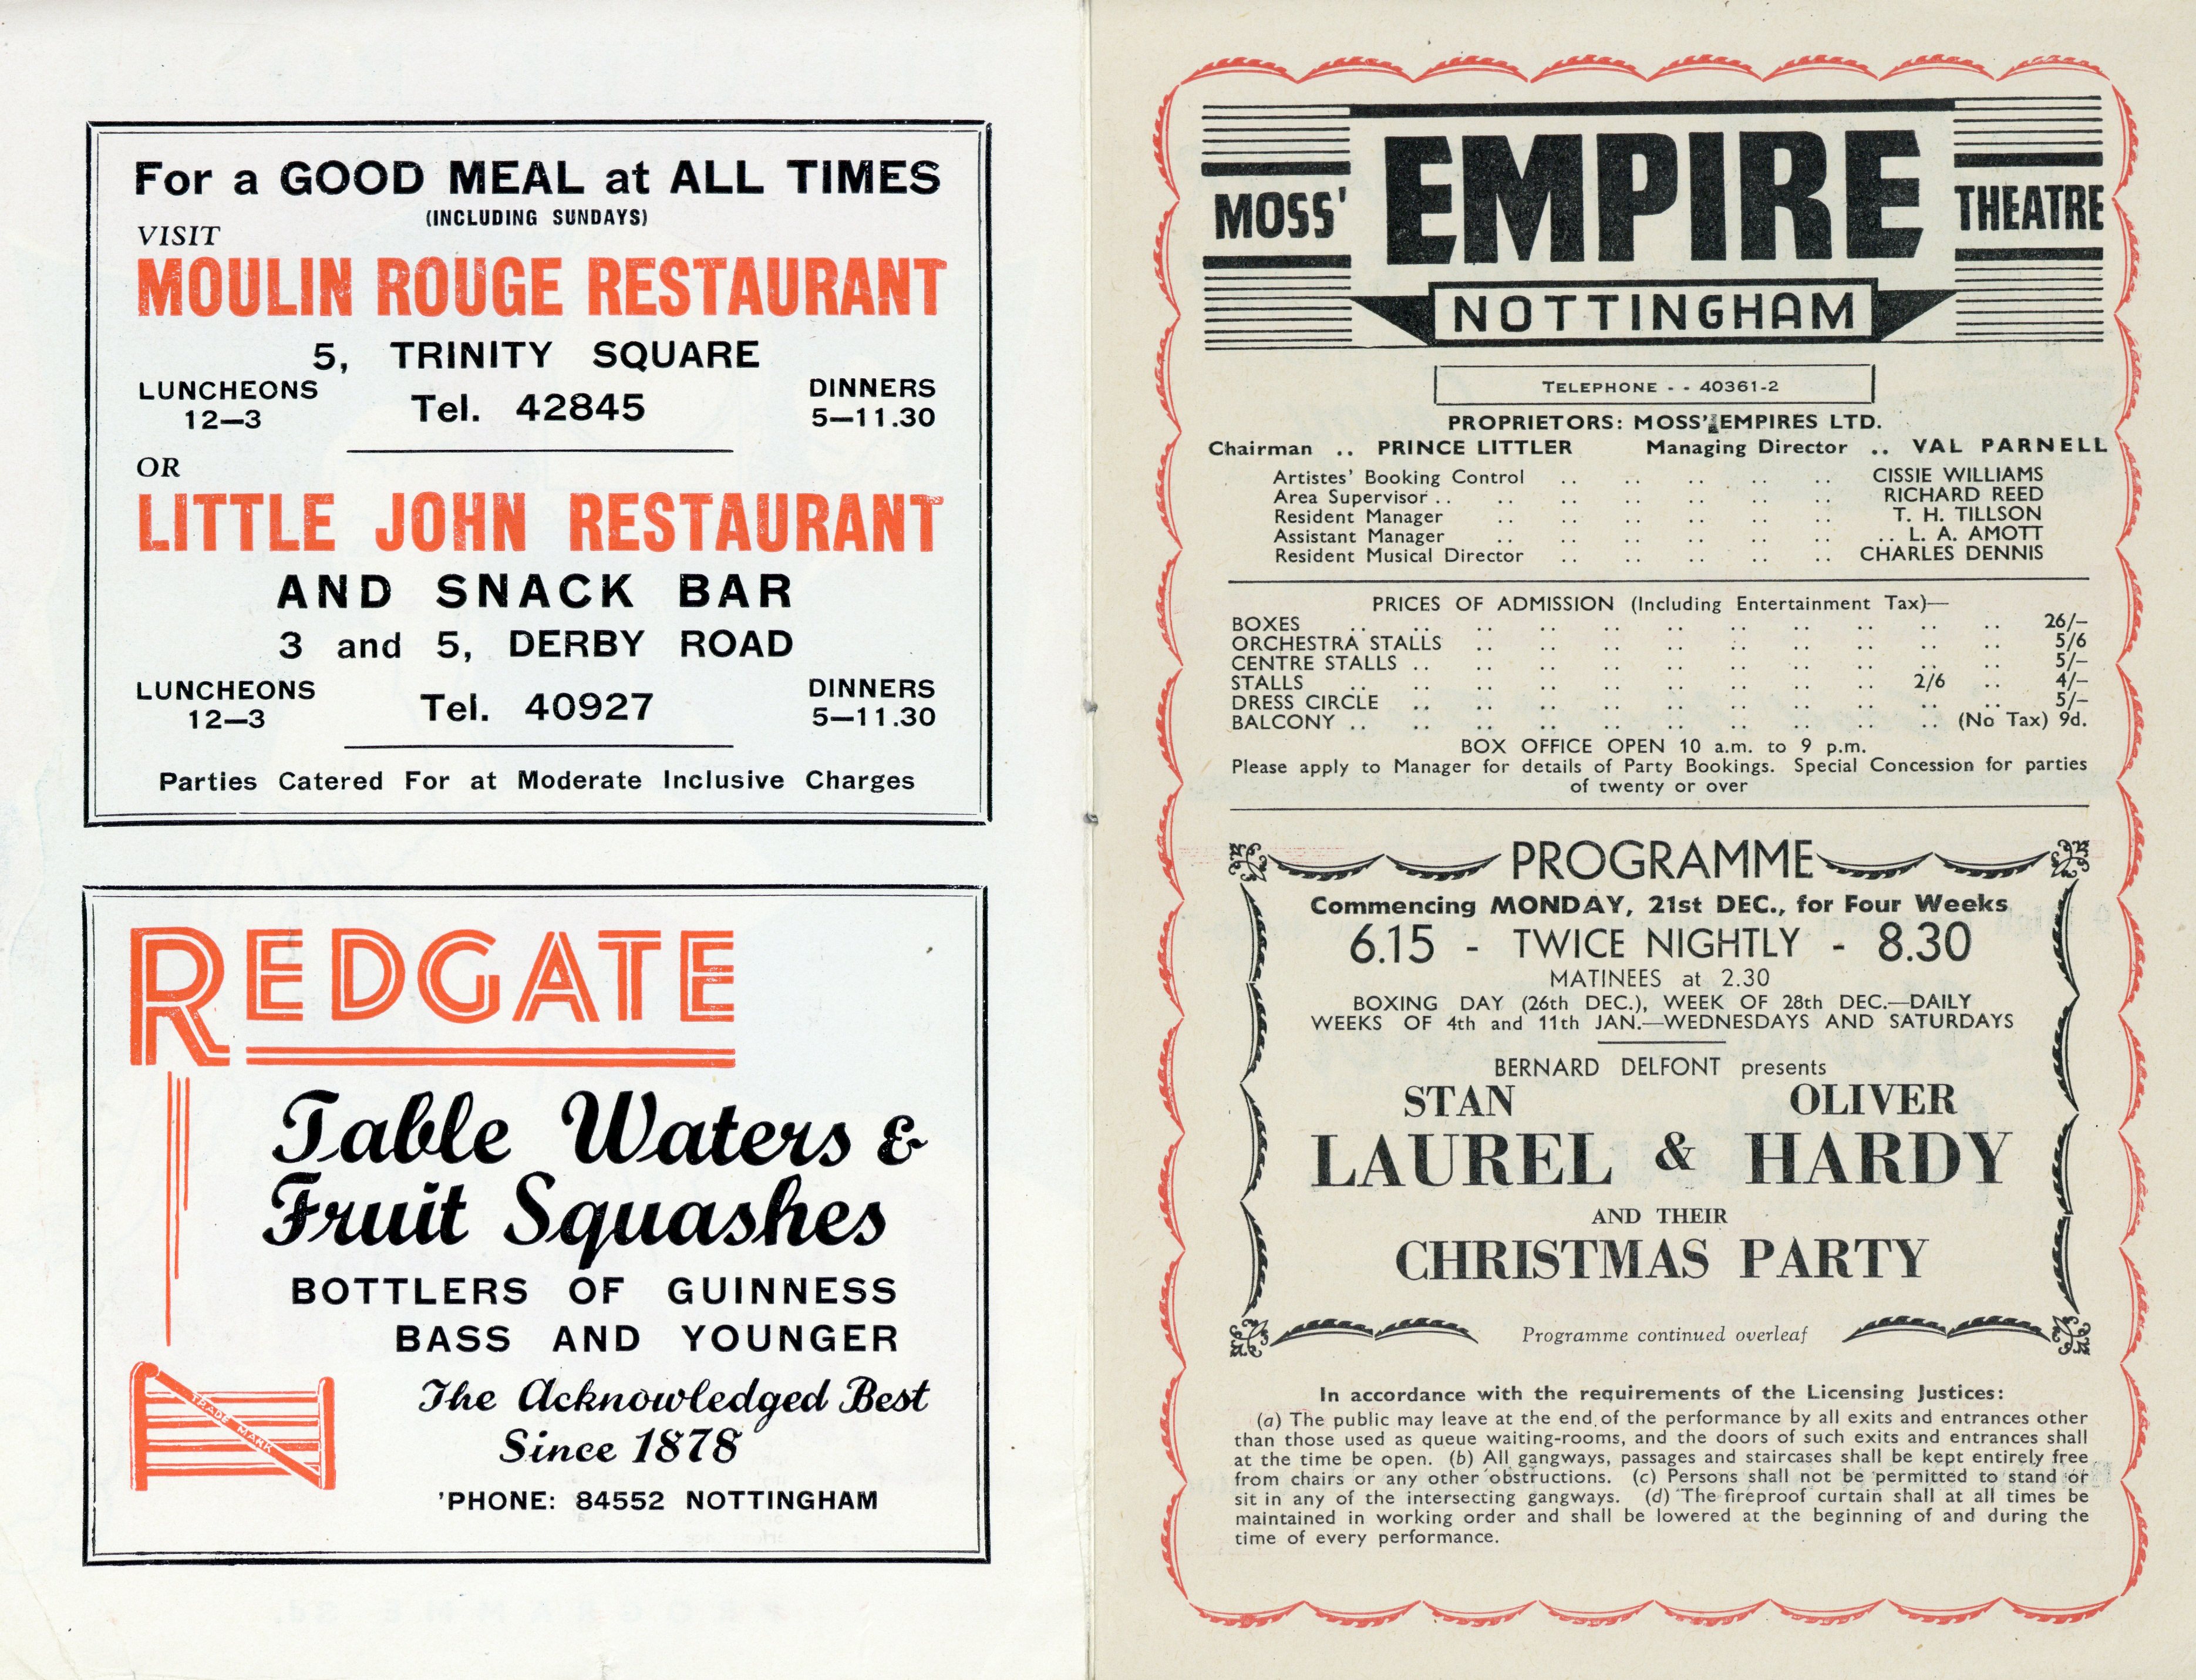 For a GOOD MEAL at ALL TIMES
(INCLUDING SUNDAYS)
VISIT
MOULIN ROUGE RESTAURANT
5, TRINITY SQUARE
LUNCHEONS
12—3
Tel. 42845
DINNERS
5—11.30
OR
LITTLE JOHN RESTAURANT
AND SNACK BAR
3 and 5, DERBY ROAD
LUNCHEONS
12—3
Tel. 40927
DINNERS
5—11.30
Parties Catered For at Moderate Inclusive Charges
REDGATE
Table Waters &
Fruit Squashes
BOTTLERS OF GUINNESS
BASS AND YOUNGER
TRADE MARK
The Acknowledged Best
Since 1878
'PHONE: 84552 NOTTINGHAM
MOSS' EMPIRE THEATRE
NOTTINGHAM
TELEPHONE - - 40361-2
PROPRIETORS: MOSS' EMPIRES LTD.
Chairman .. PRINCE LITTLER Managing Director .. VAL PARNELL
Artistes' Booking Control .. .. .. .. .. CISSIE WILLIAMS
Area Supervisor .. .. .. .. .. .. RICHARD REED
Resident Manager .. .. .. .. .. .. T. H. TILLSON
Assistant Manager .. .. .. .. .. .. .. L. A. AMOTT
Resident Musical Director .. .. .. .. .. CHARLES DENNIS
PRICES OF ADMISSION (Including Entertainment Tax)—
BOXES .. .. .. .. .. .. .. .. .. .. .. 26/–
ORCHESTRA STALLS .. .. .. .. .. .. .. .. .. 5/6
CENTRE STALLS .. .. .. .. .. .. .. .. .. .. 5/–
STALLS .. .. .. .. .. .. .. .. .. 2/6 .. 4/–
DRESS CIRCLE .. .. .. .. .. .. .. .. .. .. 5/–
BALCONY .. .. .. .. .. .. .. .. .. .. (No Tax) 9d.
BOX OFFICE OPEN 10 a.m. to 9 p.m.
Please apply to Manager for details of Party Bookings. Special Concession for parties
of twenty or over
PROGRAMME
Commencing MONDAY, 21st DEC., for Four Weeks
6.15 - TWICE NIGHTLY - 8.30
MATINEES at 2.30
BOXING DAY (26th DEC.), WEEK OF 28th DEC.—DAILY
WEEKS OF 4th and 11th JAN.—WEDNESDAYS AND SATURDAYS
BERNARD DELFONT presents
STAN OLIVER
LAUREL & HARDY
AND THEIR
CHRISTMAS PARTY
Programme continued overleaf
In accordance with the requirements of the Licensing Justices:
(a) The public may leave at the end of the performance by all exits and entrances other
than those used as queue waiting-rooms, and the doors of such exits and entrances shall
at the time be open. (b) All gangways, passages and staircases shall be kept entirely free
from chairs or any other obstructions. (c) Persons shall not be permitted to stand or
sit in any of the intersecting gangways. (d) The fireproof curtain shall at all times be
maintained in working order and shall be lowered at the beginning of and during the
time of every performance.